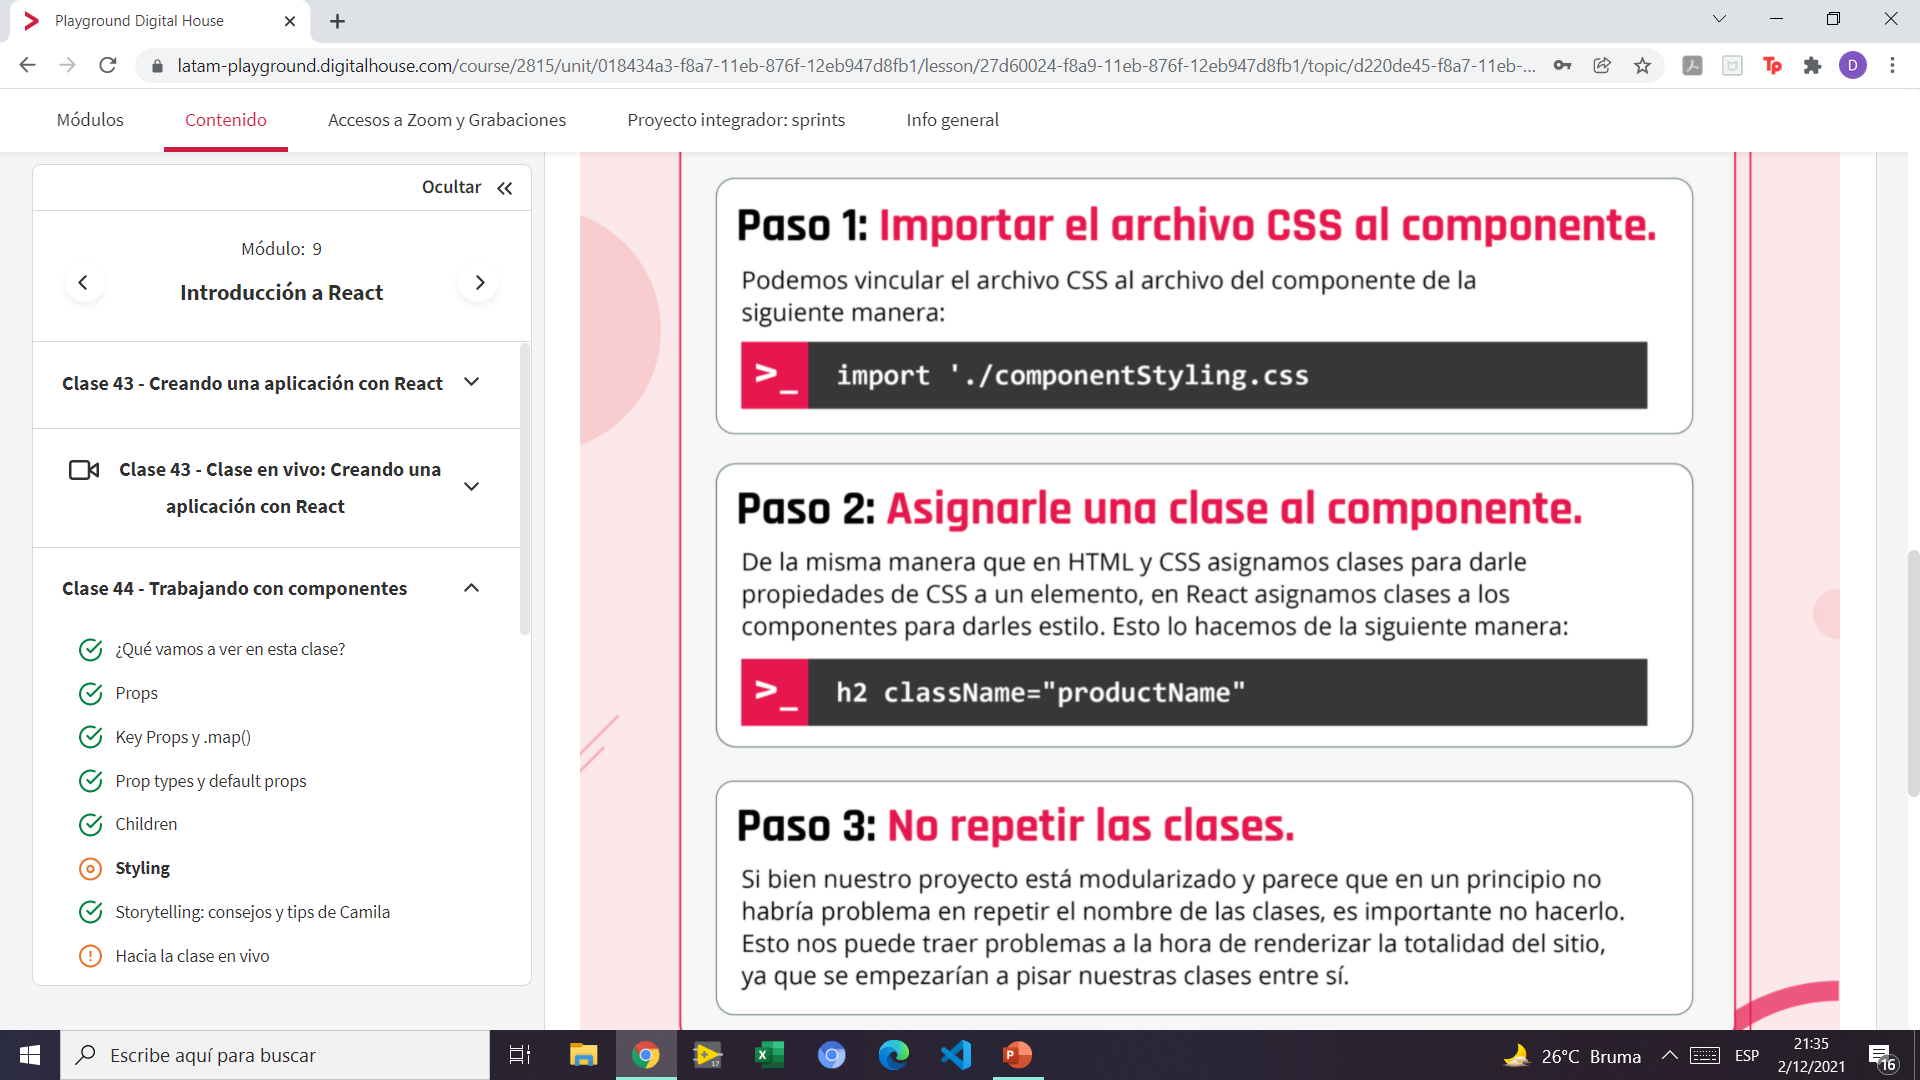 Playground Digital House
latam-playground.digitalhouse.com/course/2815/unit/018434a3-f8a7-11eb-876f-12eb947d8fb1/lesson/27d60024-f8a9-11eb-876f-12eb947d8fb1/topic/d220de45-f8a7-11eb-...
D
Módulos
Contenido
Accesos a Zoom y Grabaciones
Proyecto integrador: sprints
Info general
Ocultar
Módulo: 9
Introducción a React
Clase 43 - Creando una aplicación con React
Clase 43 - Clase en vivo: Creando una
aplicación con React
Clase 44 - Trabajando con componentes
¿Qué vamos a ver en esta clase?
Props
Key Props y .map()
Prop types y default props
Children
Styling
Storytelling: consejos y tips de Camila
Hacia la clase en vivo
Paso 1: Importar el archivo CSS al componente.
Podemos vincular el archivo CSS al archivo del componente de la
siguiente manera:
>_ import './componentStyling.css
Paso 2: Asignarle una clase al componente.
De la misma manera que en HTML y CSS asignamos clases para darle
propiedades de CSS a un elemento, en React asignamos clases a los
componentes para darles estilo. Esto lo hacemos de la siguiente manera:
>_ h2 className="productName"
Paso 3: No repetir las clases.
Si bien nuestro proyecto está modularizado y parece que en un principio no
habría problema en repetir el nombre de las clases, es importante no hacerlo.
Esto nos puede traer problemas a la hora de renderizar la totalidad del sitio,
ya que se empezarían a pisar nuestras clases entre sí.
Escribe aquí para buscar
26°C Bruma
ESP
21:35
2/12/2021
16